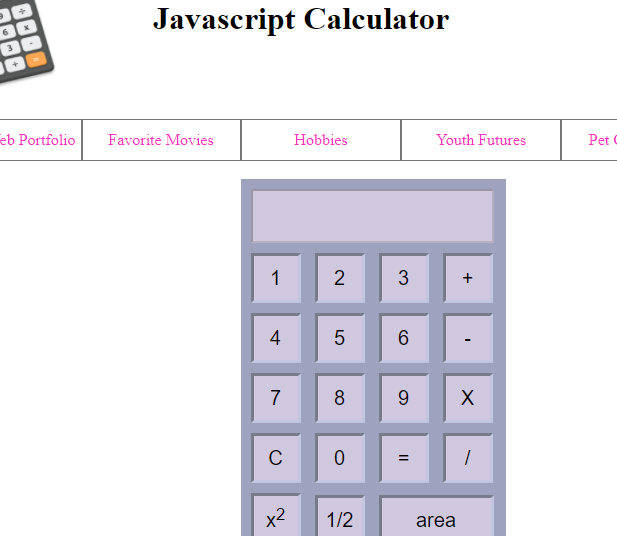 Javascript Calculator
eb Portfolio Favorite Movies Hobbies Youth Futures Pet
1 2 3 +
4 5 6 -
7 8 9 X
C 0 = /
x² 1/2 area